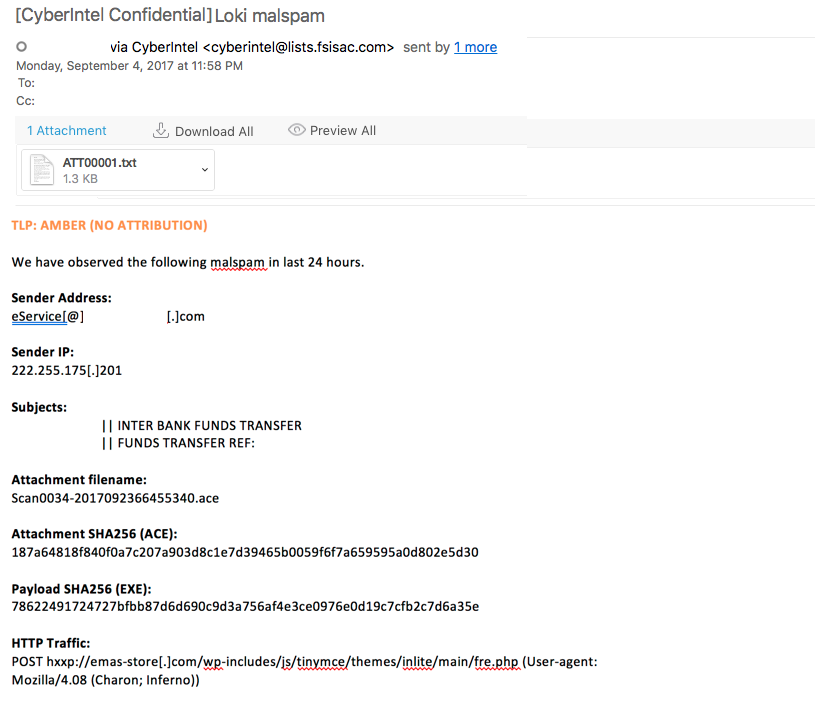 [CyberIntel Confidential]Loki malspam
via CyberIntel <cyberintel@lists.fsisac.com> sent by 1 more
Monday, September 4, 2017 at 11:58 PM
To:
Cc:
1 Attachment Download All Preview All
ATT00001.txt
1.3 KB
TLP: AMBER (NO ATTRIBUTION)
We have observed the following malspam in last 24 hours.
Sender Address:
eService[@] [.]com
Sender IP:
222.255.175[.]201
Subjects:
|| INTER BANK FUNDS TRANSFER
|| FUNDS TRANSFER REF:
Attachment filename:
Scan0034-2017092366455340.ace
Attachment SHA256 (ACE):
187a64818f840f0a7c207a903d8c1e7d39465b0059f6f7a659595a0d802e5d30
Payload SHA256 (EXE):
78622491724727bfbb87d6d690c9d3a756af4e3ce0976e0d19c7cfb2c7d6a35e
HTTP Traffic:
POST hxxp://emas-store[.]com/wp-includes/js/tinymce/themes/inlite/main/fre.php (User-agent:
Mozilla/4.08 (Charon; Inferno))